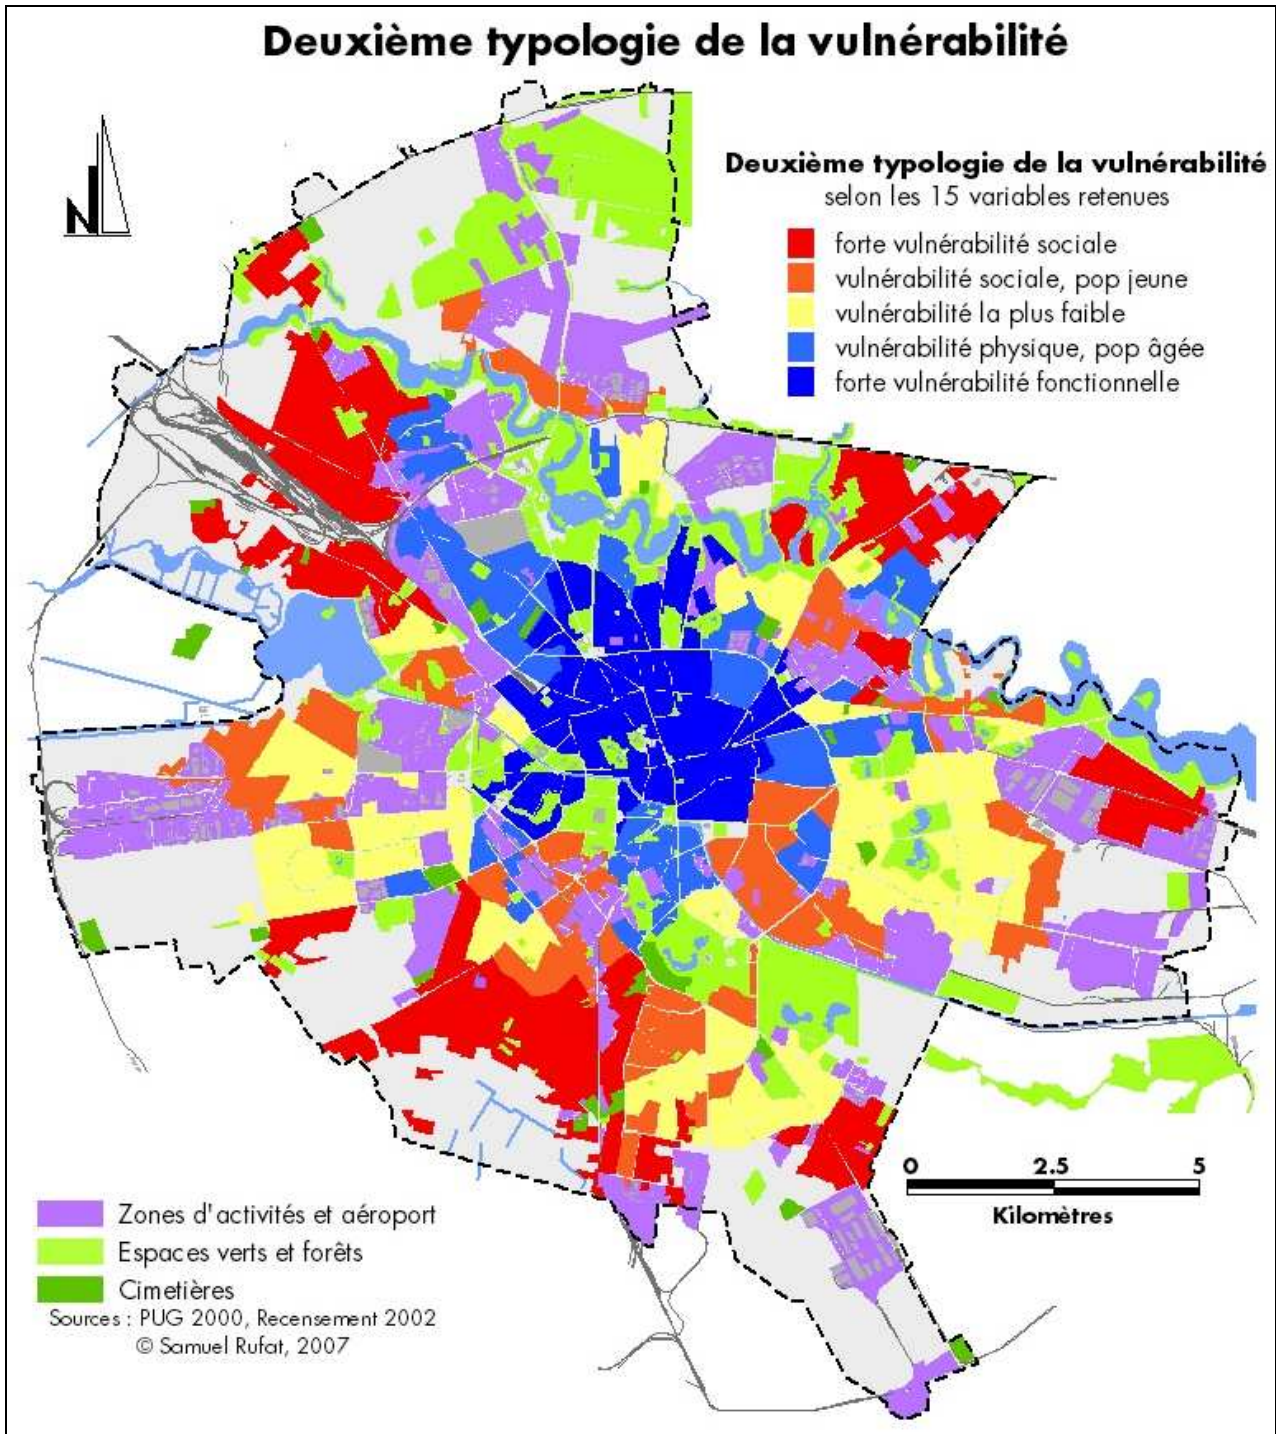 Deuxième typologie de la vulnérabilité
N
Deuxième typologie de la vulnérabilité
selon les 15 variables retenues
forte vulnérabilité sociale
vulnérabilité sociale, pop jeune
vulnérabilité la plus faible
vulnérabilité physique, pop âgée
forte vulnérabilité fonctionnelle
0 2.5 5
Kilomètres
Zones d'activités et aéroport
Espaces verts et forêts
Cimetières
Sources : PUG 2000, Recensement 2002
© Samuel Rufat, 2007